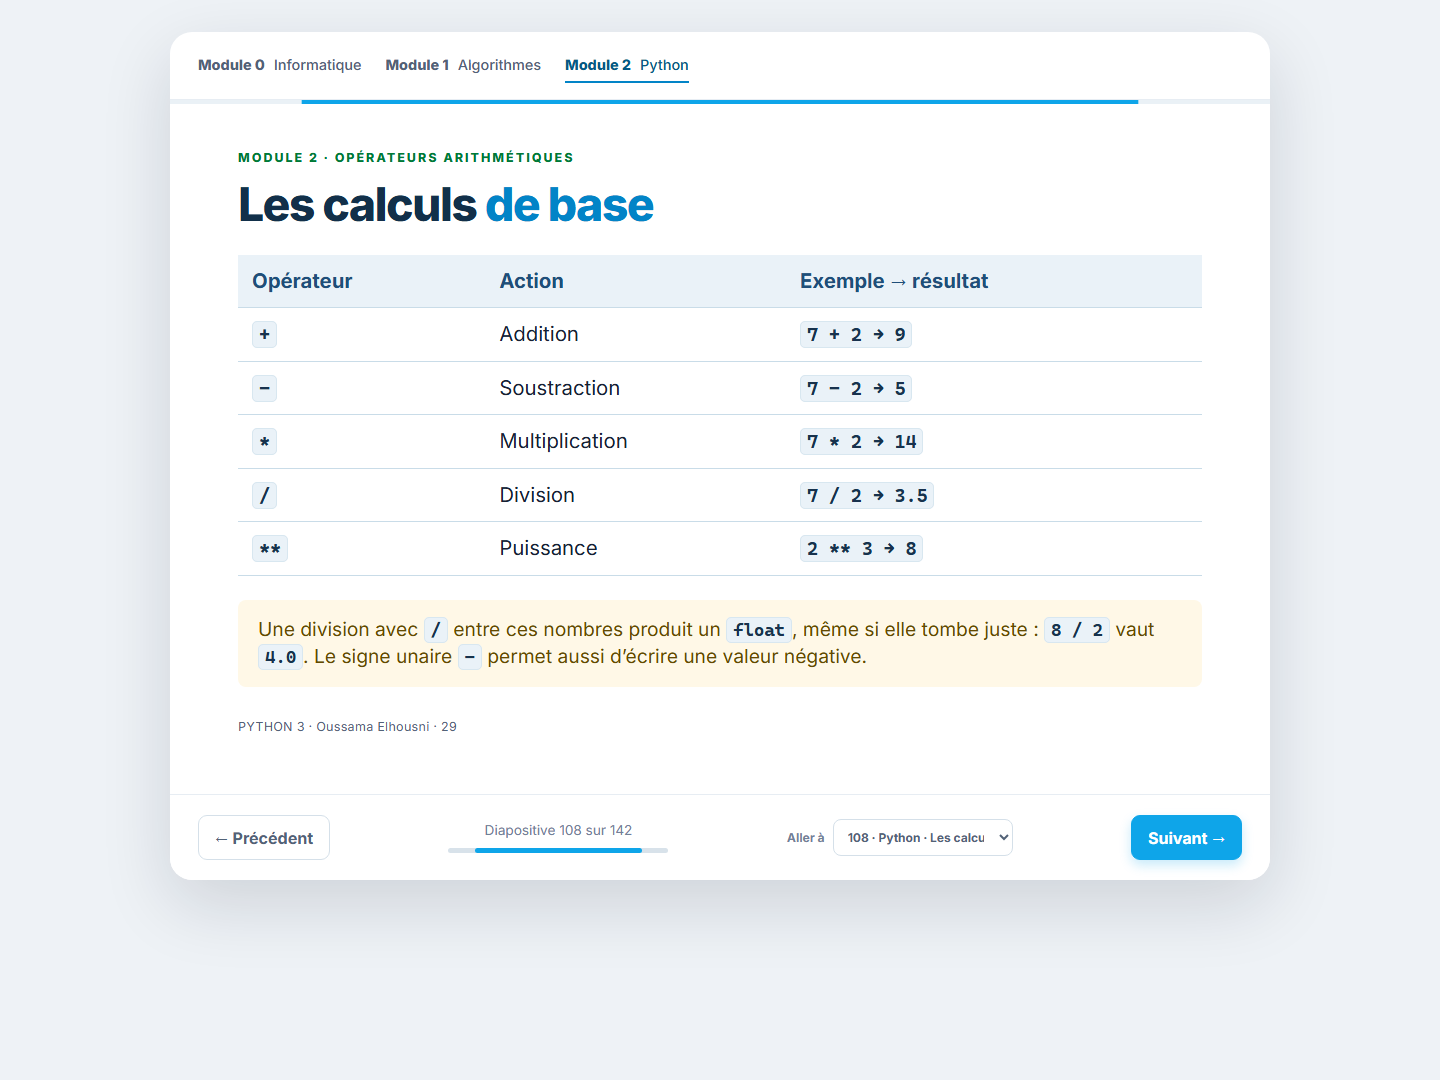 Module 0 Informatique Module 1 Algorithmes Module 2 Python
MODULE 2 · OPÉRATEURS ARITHMÉTIQUES
Les calculs de base
Opérateur Action Exemple → résultat
+ Addition 7 + 2 → 9
− Soustraction 7 − 2 → 5
* Multiplication 7 * 2 → 14
/ Division 7 / 2 → 3.5
** Puissance 2 ** 3 → 8
Une division avec / entre ces nombres produit un float, même si elle tombe juste : 8 / 2 vaut
4.0. Le signe unaire − permet aussi d’écrire une valeur négative.
PYTHON 3 · Oussama Elhousni · 29
← Précédent Diapositive 108 sur 142 Aller à 108 · Python · Les calcu Suivant →